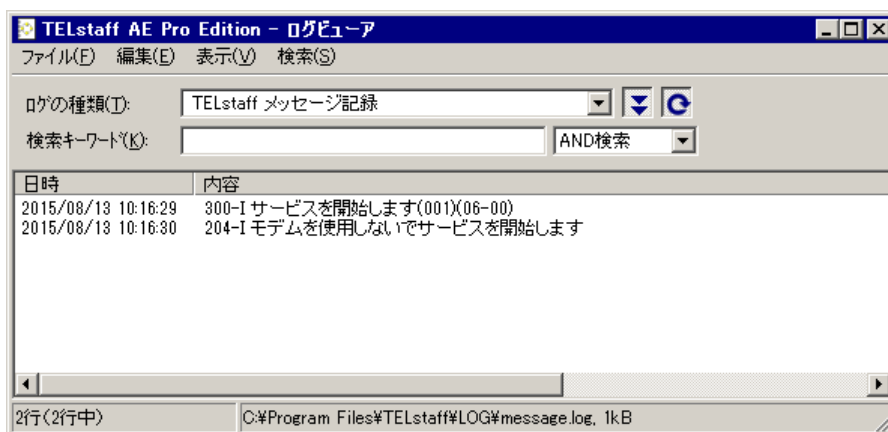 TELstaff AE Pro Edition - ログビューア
ファイル(F) 編集(E) 表示(V) 検索(S)
ログの種類(T): TELstaff メッセージ記録
検索キーワード(K): AND検索
日時 内容
2015/08/13 10:16:29 300-I サービスを開始します(001)(06-00)
2015/08/13 10:16:30 204-I モデムを使用しないでサービスを開始します
2行(2行中) C:¥Program Files¥TELstaff¥LOG¥message.log, 1kB